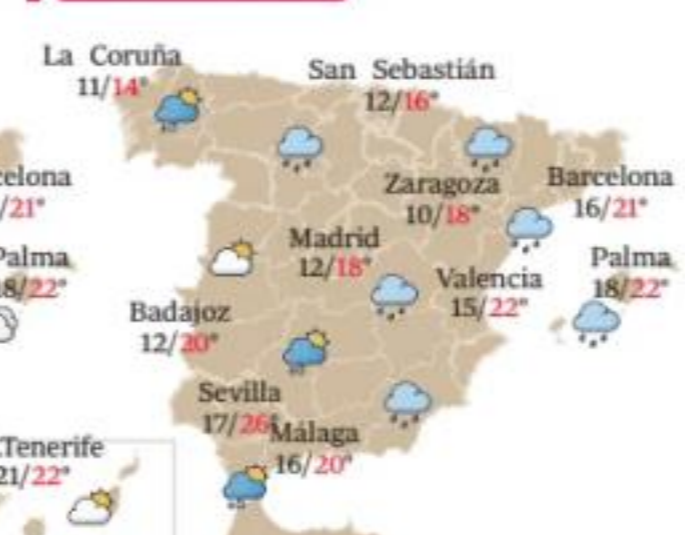 La Coruña
11/14°
San Sebastián
12/16°
celona
/21°
Zaragoza
10/18°
Barcelona
16/21°
Madrid
12/18°
Palma
18/22°
Valencia
15/22°
Palma
18/22°
Badajoz
12/20°
Sevilla
17/26°
Málaga
16/20°
Tenerife
21/22°